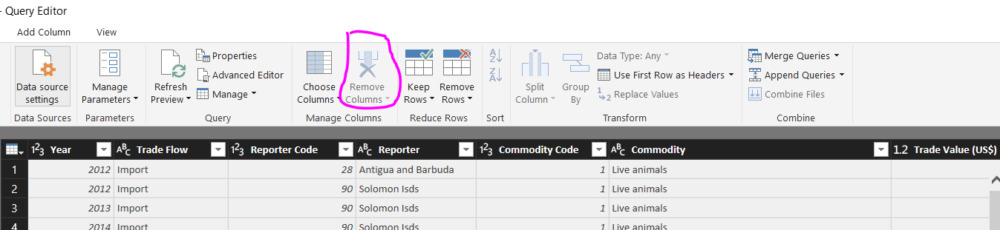 - Query Editor
Add Column View
Data source settings
Manage Parameters
Refresh Preview
Properties
Advanced Editor
Manage
Choose Columns
Remove Columns
Keep Rows
Remove Rows
A Z
Z A
Split Column
Group By
Data Type: Any
Use First Row as Headers
1 2 Replace Values
Merge Queries
Append Queries
Combine Files
Data Sources Parameters Query Manage Columns Reduce Rows Sort Transform Combine
123 Year ABC Trade Flow 123 Reporter Code ABC Reporter 123 Commodity Code ABC Commodity 1.2 Trade Value (US$)
1 2012 Import 28 Antigua and Barbuda 1 Live animals
2 2012 Import 90 Solomon Isds 1 Live animals
3 2013 Import 90 Solomon Isds 1 Live animals
4 2014 Import 90 Solomon Isds 1 Live animals